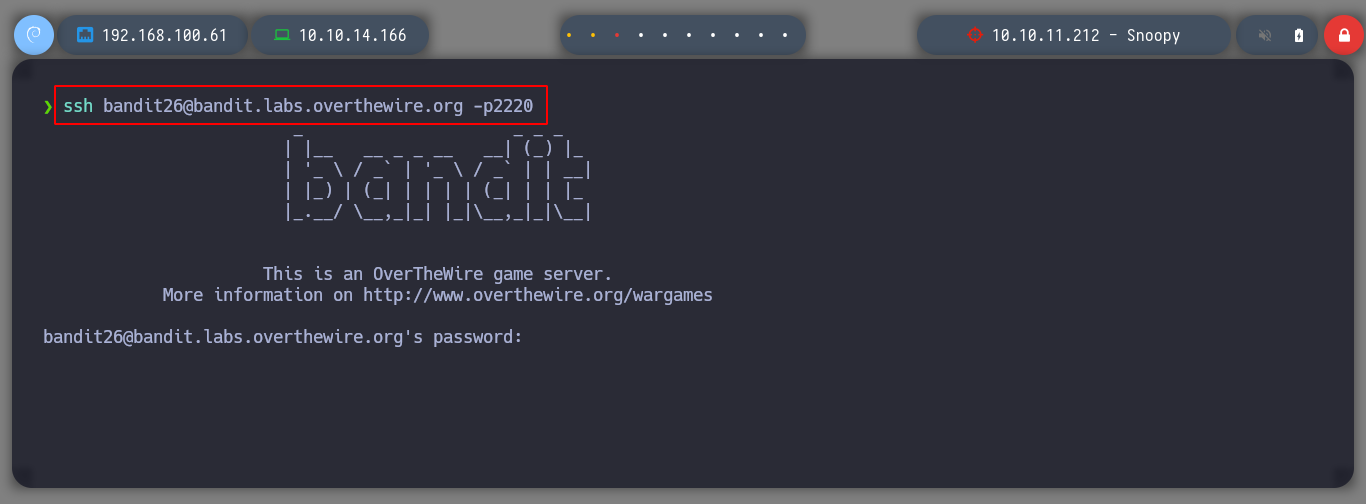 192.168.100.61
10.10.14.166
10.10.11.212 - Snoopy
❯ ssh bandit26@bandit.labs.overthewire.org -p2220
                         _                     _ _ _
                        | |__   __ _ _ __   __| (_) |_
                        | '_ \ / _` | '_ \ / _` | | __|
                        | |_) | (_| | | | | (_| | | |_
                        |_.__/ \__,_|_| |_|\__,_|_|\__|
This is an OverTheWire game server.
More information on http://www.overthewire.org/wargames
bandit26@bandit.labs.overthewire.org's password: